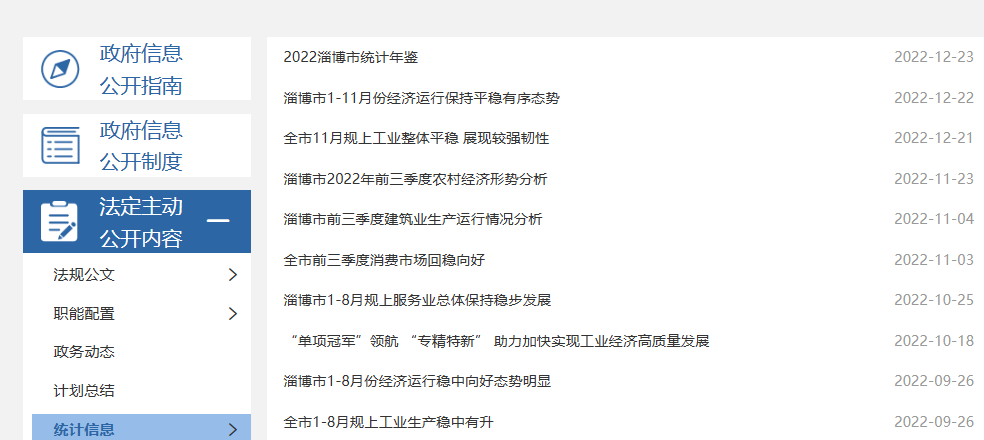 政府信息
公开指南
政府信息
公开制度
法定主动
公开内容
法规公文
职能配置
政务动态
计划总结
统计信息
2022淄博市统计年鉴 2022-12-23
淄博市1-11月份经济运行保持平稳有序态势 2022-12-22
全市11月规上工业整体平稳 展现较强韧性 2022-12-21
淄博市2022年前三季度农村经济形势分析 2022-11-23
淄博市前三季度建筑业生产运行情况分析 2022-11-04
全市前三季度消费市场回稳向好 2022-11-03
淄博市1-8月规上服务业总体保持稳步发展 2022-10-25
“单项冠军”领航 “专精特新” 助力加快实现工业经济高质量发展 2022-10-18
淄博市1-8月份经济运行稳中向好态势明显 2022-09-26
全市1-8月规上工业生产稳中有升 2022-09-26